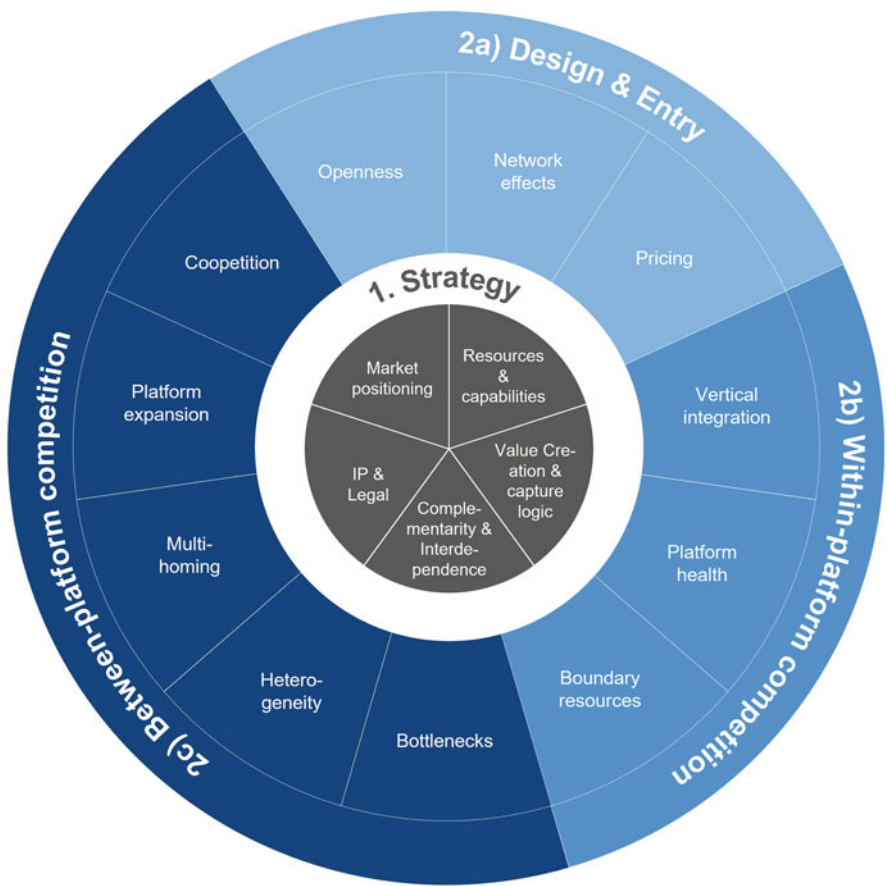 2a) Design & Entry
Openness
Network
effects
Pricing
2b) Within-platform competition
Vertical
integration
Platform
health
Boundary
resources
2c) Between-platform competition
Bottlenecks
Hetero-
geneity
Multi-
homing
Platform
expansion
Coopetition
1. Strategy
Market
positioning
Resources
&
capabilities
Value Cre-
ation &
capture
logic
Comple-
mentarity &
Interde-
pendence
IP &
Legal